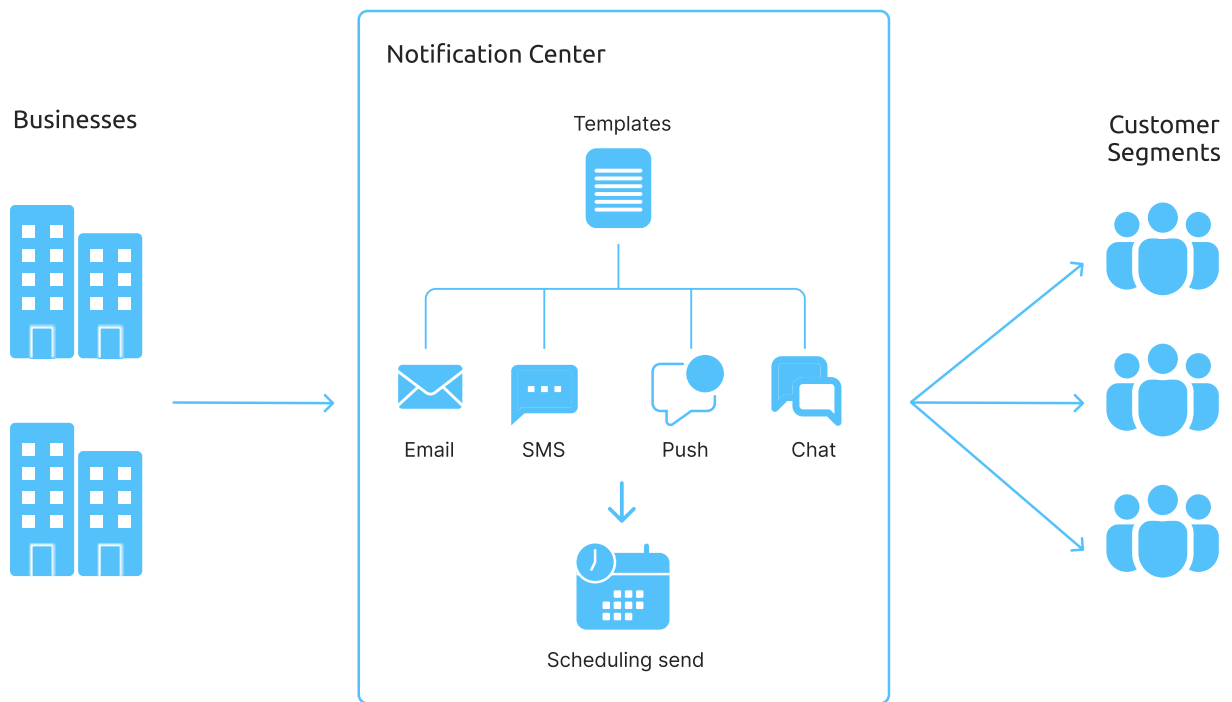 Notification Center
Businesses
Templates
Customer
Segments
Email
SMS
Push
Chat
Scheduling send